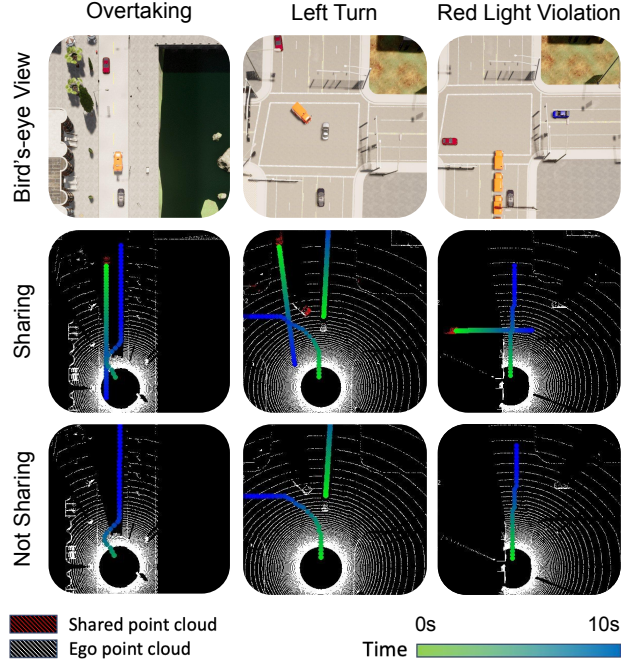 Overtaking
Left Turn
Red Light Violation
Bird's-eye View
Sharing
Not Sharing
Shared point cloud
Ego point cloud
0s
10s
Time